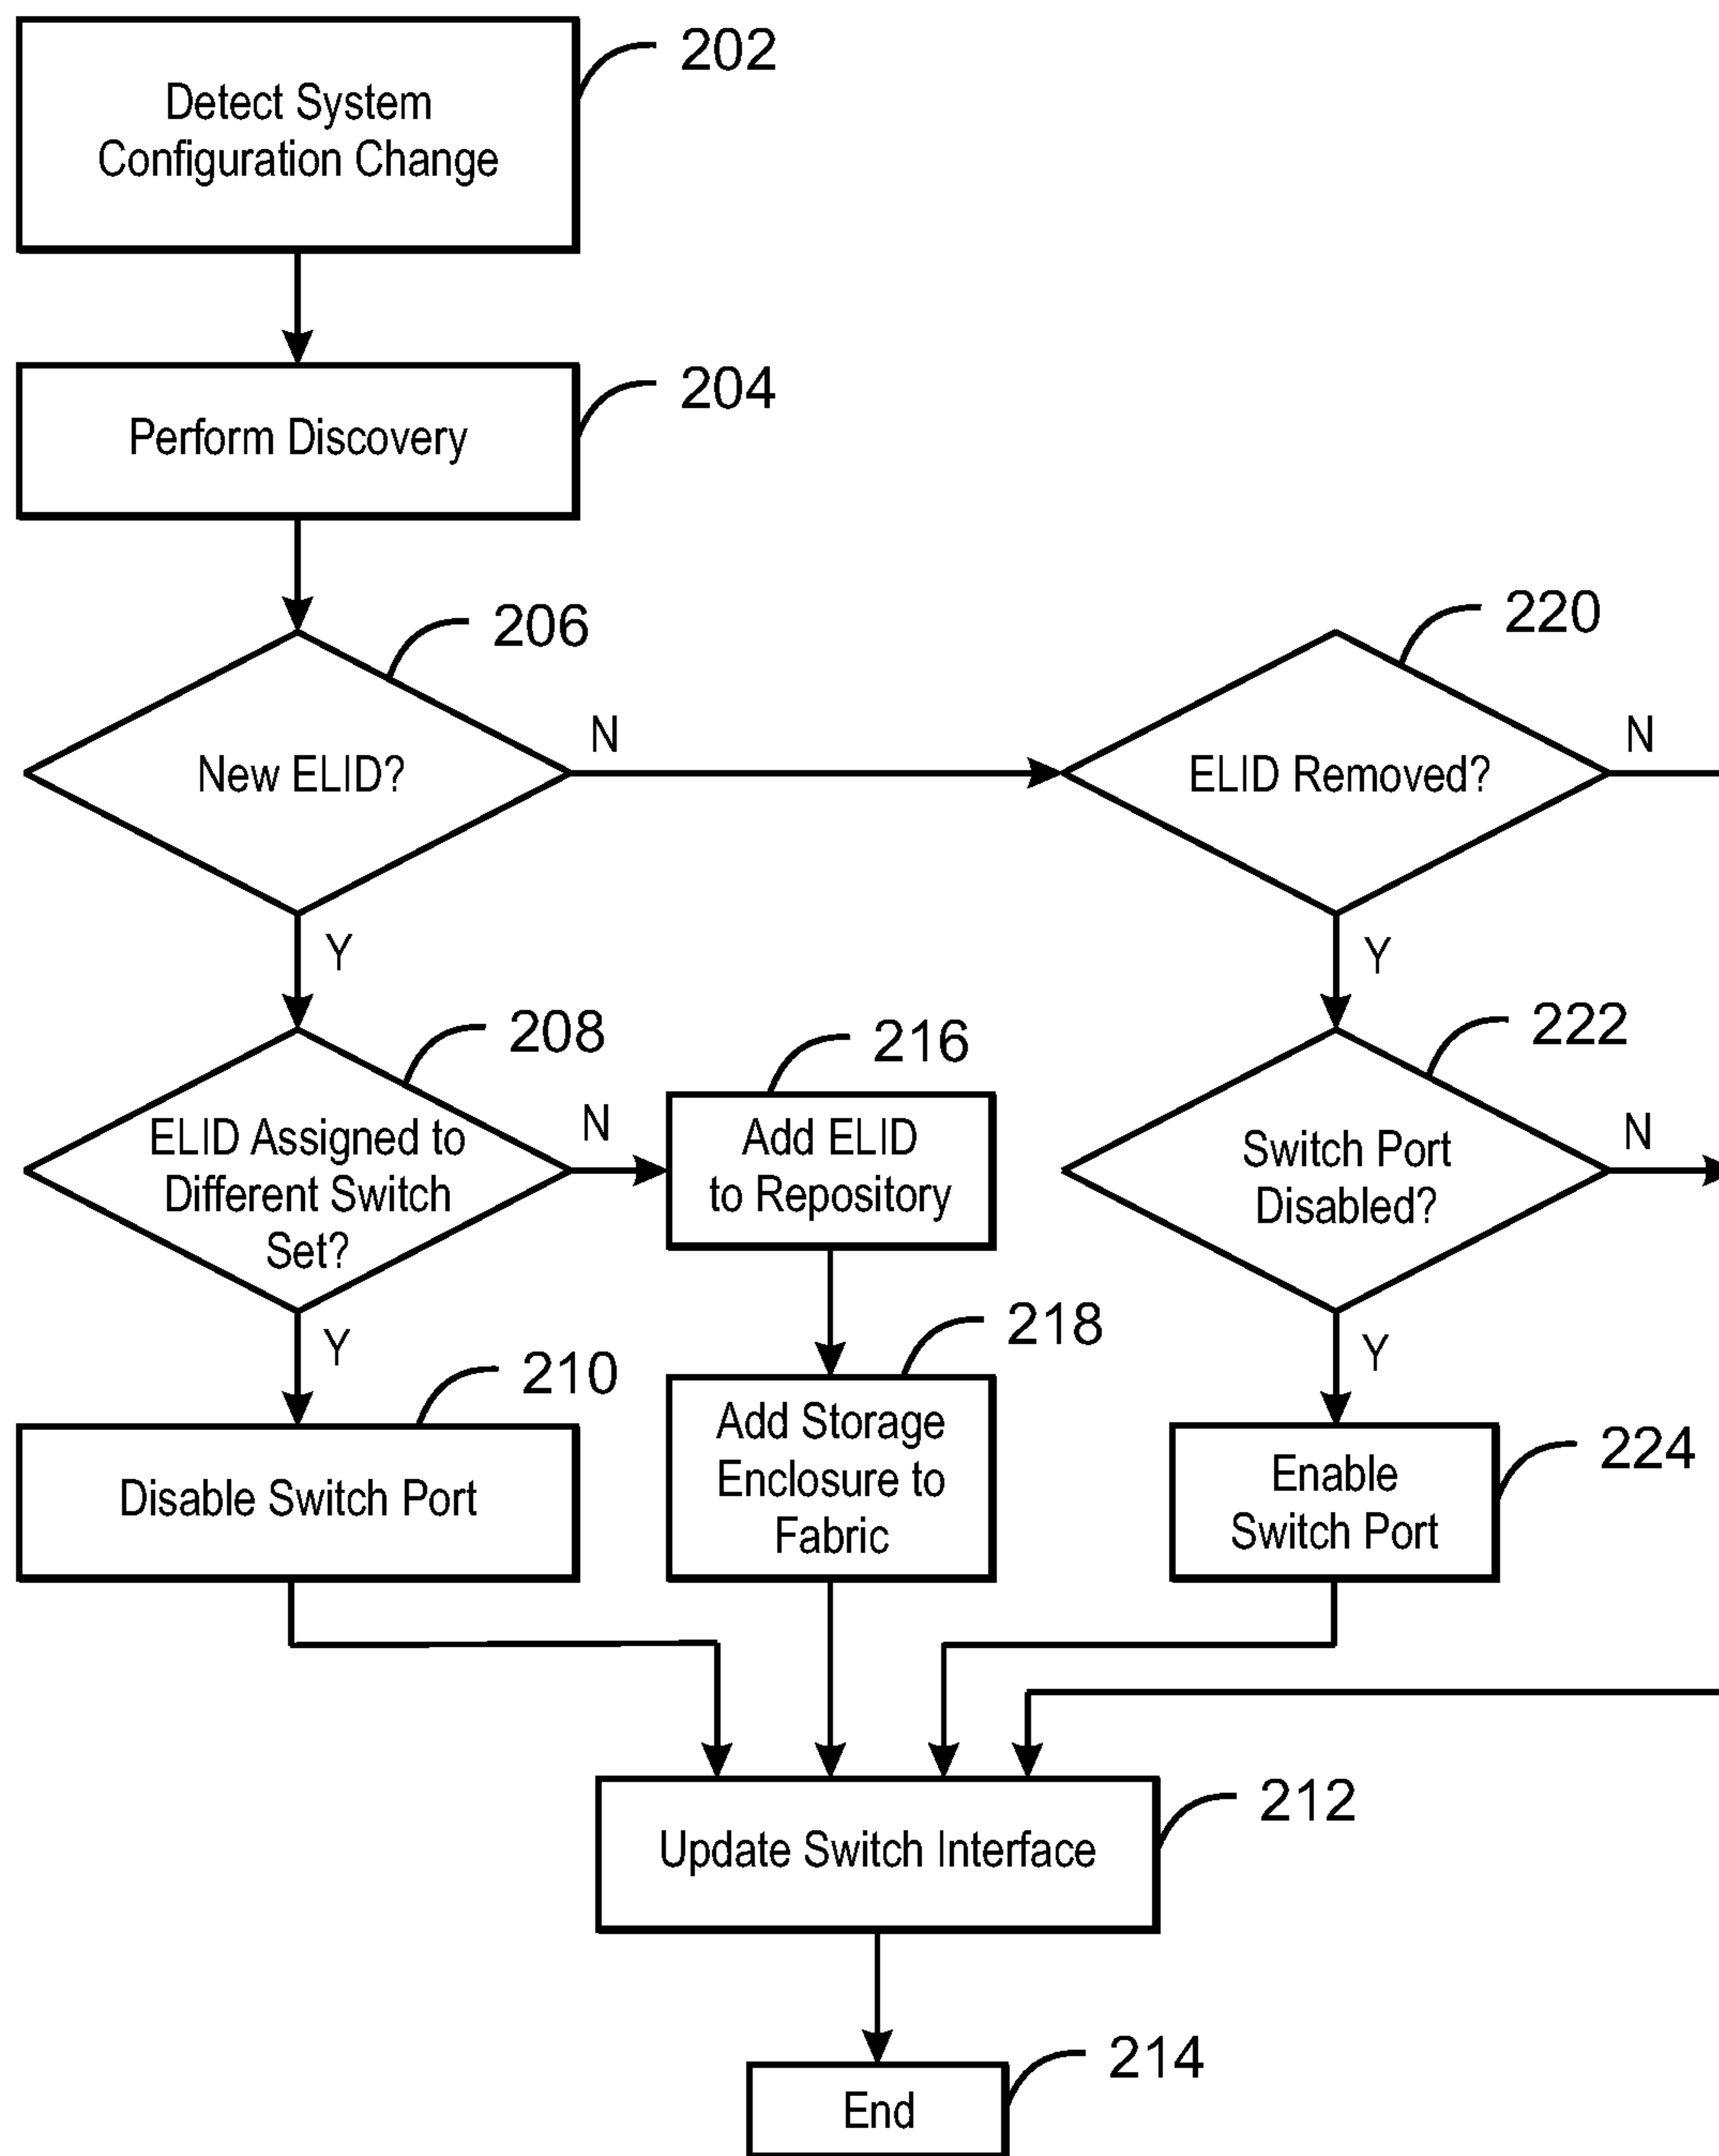 202
Detect System
Configuration Change
204
Perform Discovery
206
New ELID?
N
Y
220
ELID Removed?
N
Y
208
ELID Assigned to
Different Switch
Set?
N
Y
216
Add ELID
to Repository
222
Switch Port
Disabled?
N
Y
210
Disable Switch Port
218
Add Storage
Enclosure to
Fabric
224
Enable
Switch Port
212
Update Switch Interface
214
End